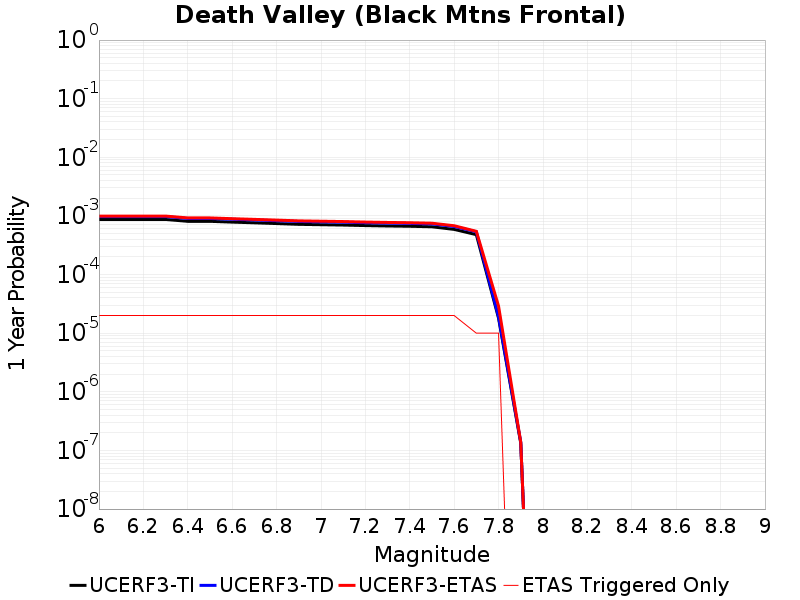 Death Valley (Black Mtns Frontal)
10^0
10^-1
10^-2
10^-3
10^-4
10^-5
10^-6
10^-7
10^-8
1 Year Probability
6 6.2 6.4 6.6 6.8 7 7.2 7.4 7.6 7.8 8 8.2 8.4 8.6 8.8 9
Magnitude
UCERF3-TI UCERF3-TD UCERF3-ETAS ETAS Triggered Only